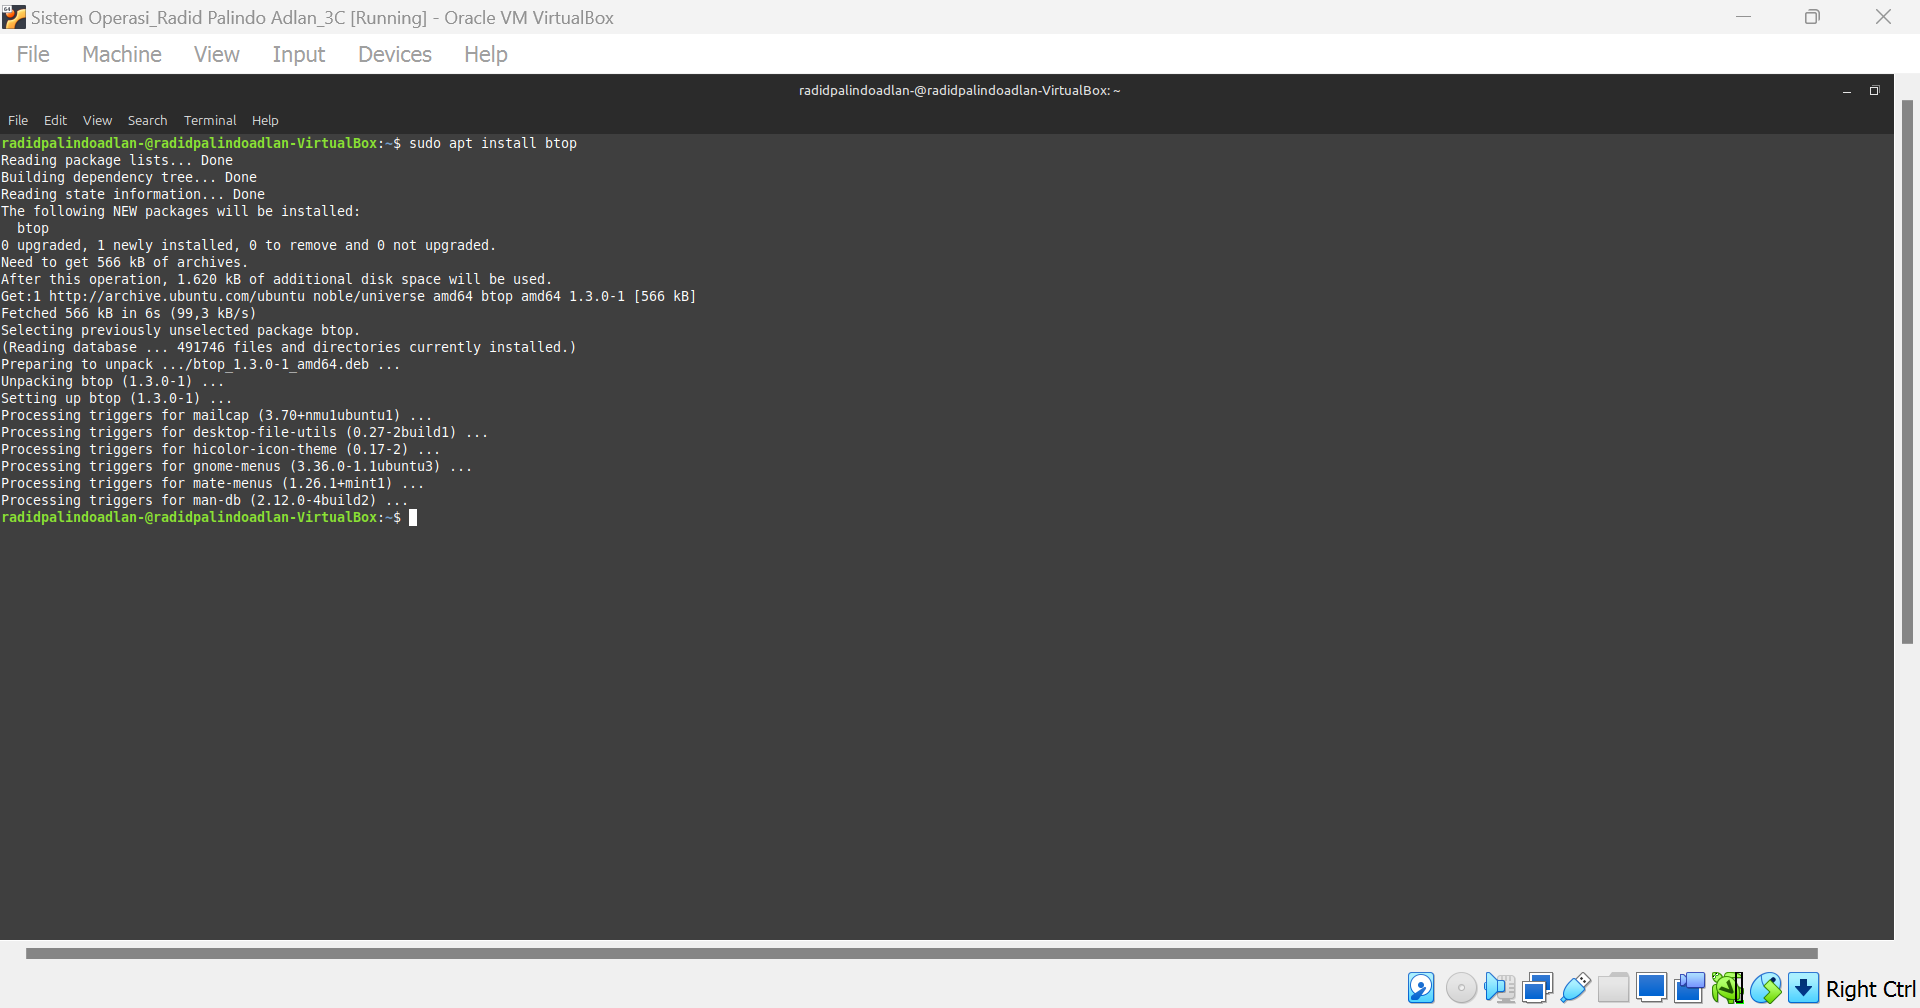 Sistem Operasi_Radid Palindo Adlan_3C [Running] - Oracle VM VirtualBox
File Machine View Input Devices Help
radidpalindoadlan-@radidpalindoadlan-VirtualBox: ~
File Edit View Search Terminal Help
radidpalindoadlan-@radidpalindoadlan-VirtualBox:~$ sudo apt install btop
Reading package lists... Done
Building dependency tree... Done
Reading state information... Done
The following NEW packages will be installed:
  btop
0 upgraded, 1 newly installed, 0 to remove and 0 not upgraded.
Need to get 566 kB of archives.
After this operation, 1.620 kB of additional disk space will be used.
Get:1 http://archive.ubuntu.com/ubuntu noble/universe amd64 btop amd64 1.3.0-1 [566 kB]
Fetched 566 kB in 6s (99,3 kB/s)
Selecting previously unselected package btop.
(Reading database ... 491746 files and directories currently installed.)
Preparing to unpack .../btop_1.3.0-1_amd64.deb ...
Unpacking btop (1.3.0-1) ...
Setting up btop (1.3.0-1) ...
Processing triggers for mailcap (3.70+nmu1ubuntu1) ...
Processing triggers for desktop-file-utils (0.27-2build1) ...
Processing triggers for hicolor-icon-theme (0.17-2) ...
Processing triggers for gnome-menus (3.36.0-1.1ubuntu3) ...
Processing triggers for mate-menus (1.26.1+mint1) ...
Processing triggers for man-db (2.12.0-4build2) ...
radidpalindoadlan-@radidpalindoadlan-VirtualBox:~$
Right Ctrl